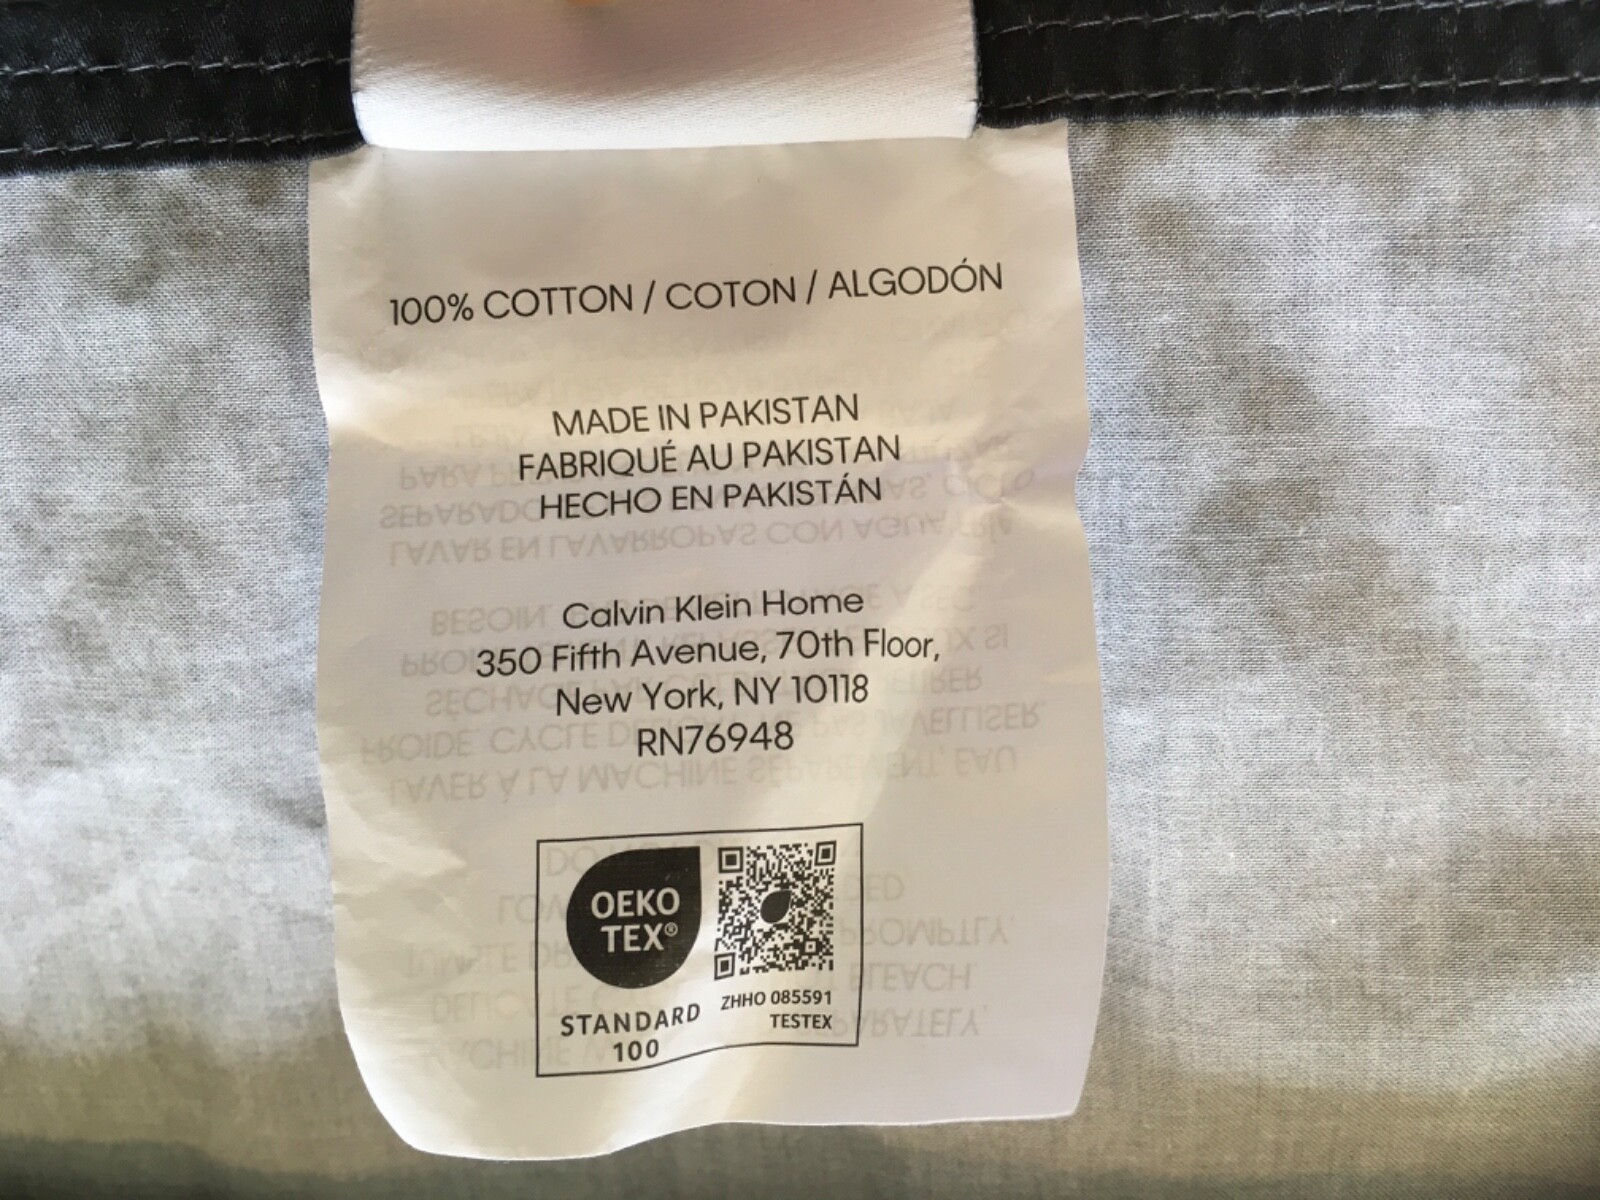 100% COTTON / COTON / ALGODÓN
MADE IN PAKISTAN
FABRIQUÉ AU PAKISTAN
HECHO EN PAKISTÁN
Calvin Klein Home
350 Fifth Avenue, 70th Floor,
New York, NY 10118
RN76948
OEKO
TEX®
STANDARD
100
ZHHO 085591
TESTEX